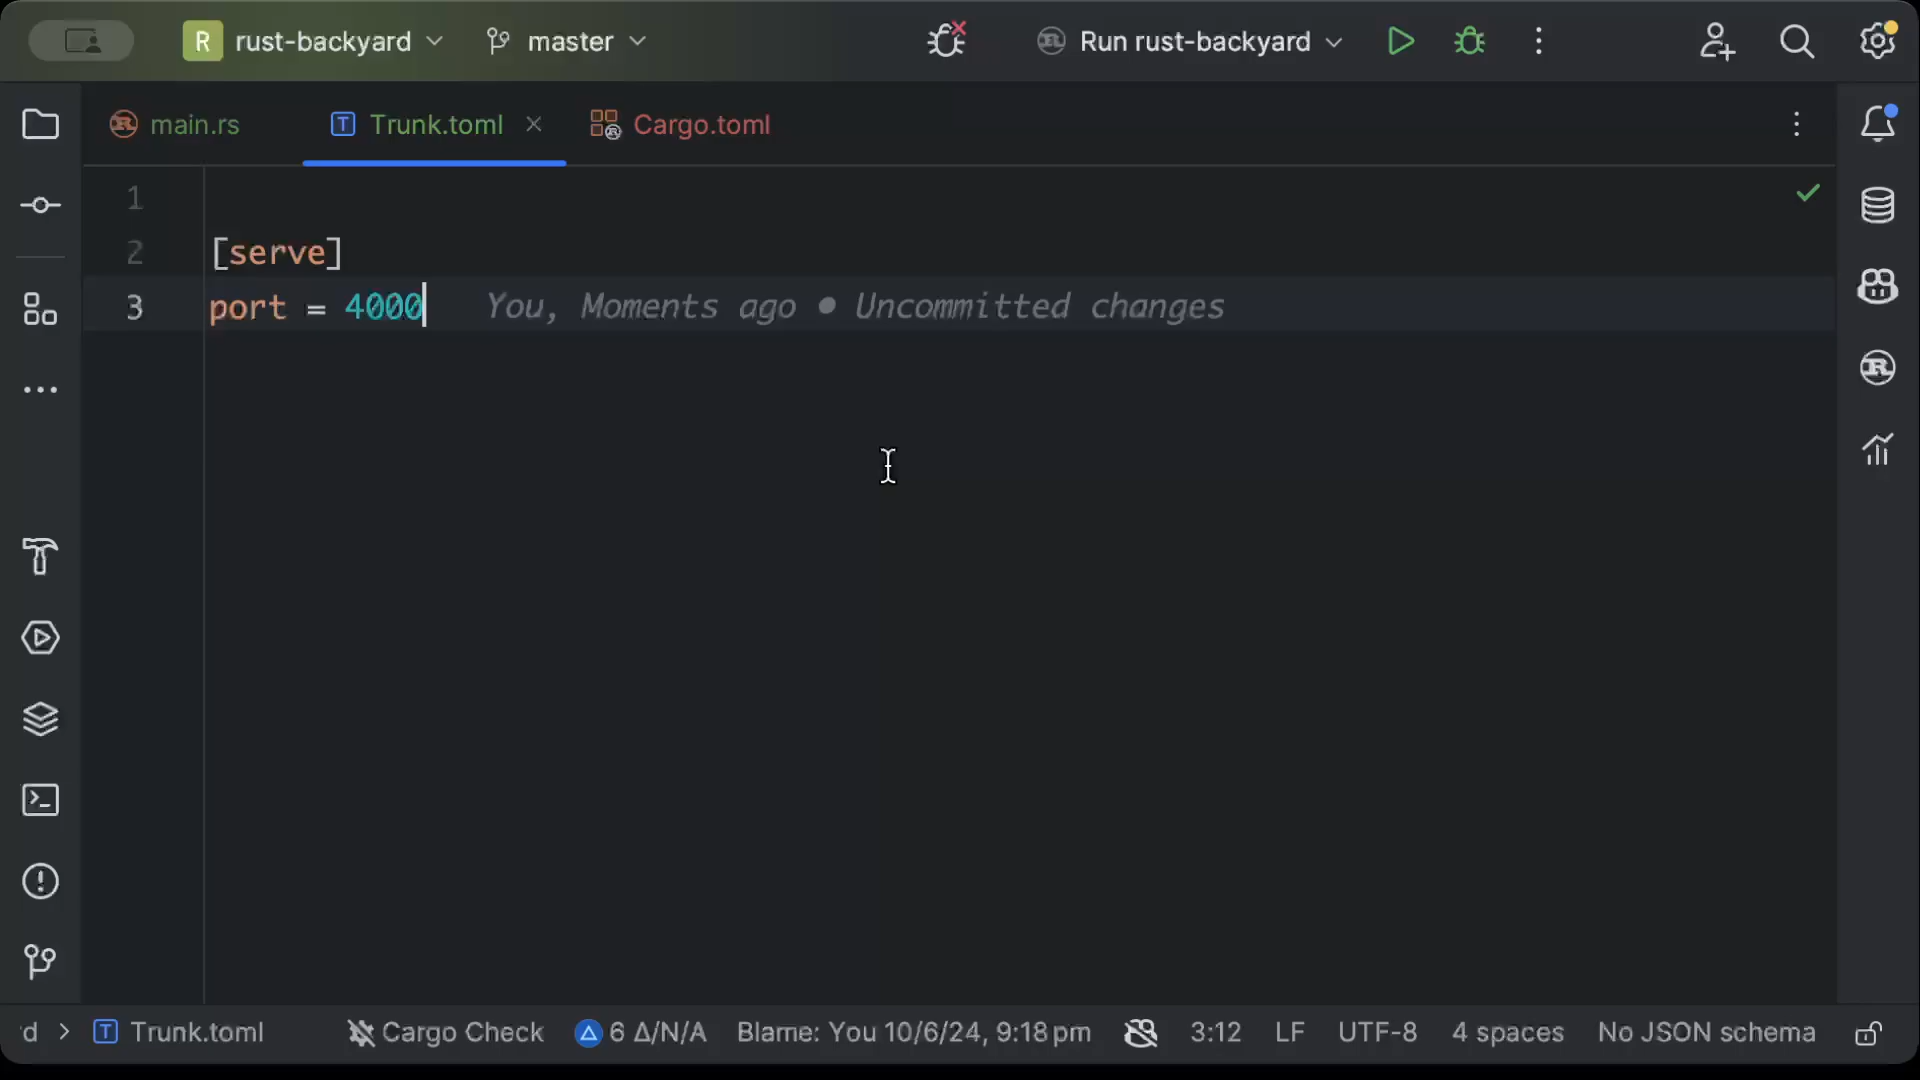 R rust-backyard master Run rust-backyard
main.rs Trunk.toml Cargo.toml
1
2 [serve]
3 port = 4000 You, Moments ago • Uncommitted changes
d > Trunk.toml Cargo Check 6 Δ/N/A Blame: You 10/6/24, 9:18 pm 3:12 LF UTF-8 4 spaces No JSON schema